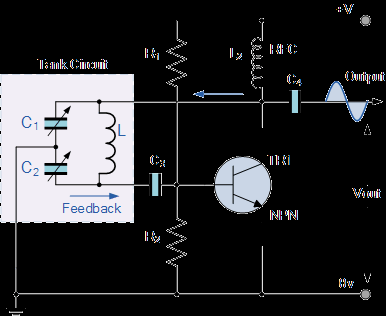 +V
Tank Circuit
R1
L2
RFC
C4
Output
C1
L
C2
C3
TR1
Feedback
Vout
NPN
R2
0v